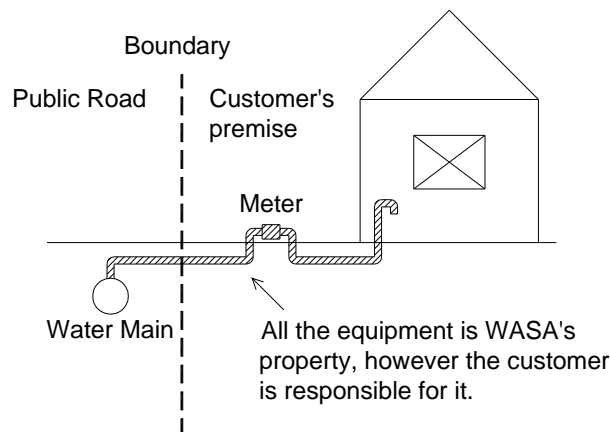 Boundary
Public Road
Customer's
premise
Meter
Water Main
All the equipment is WASA's
property, however the customer
is responsible for it.